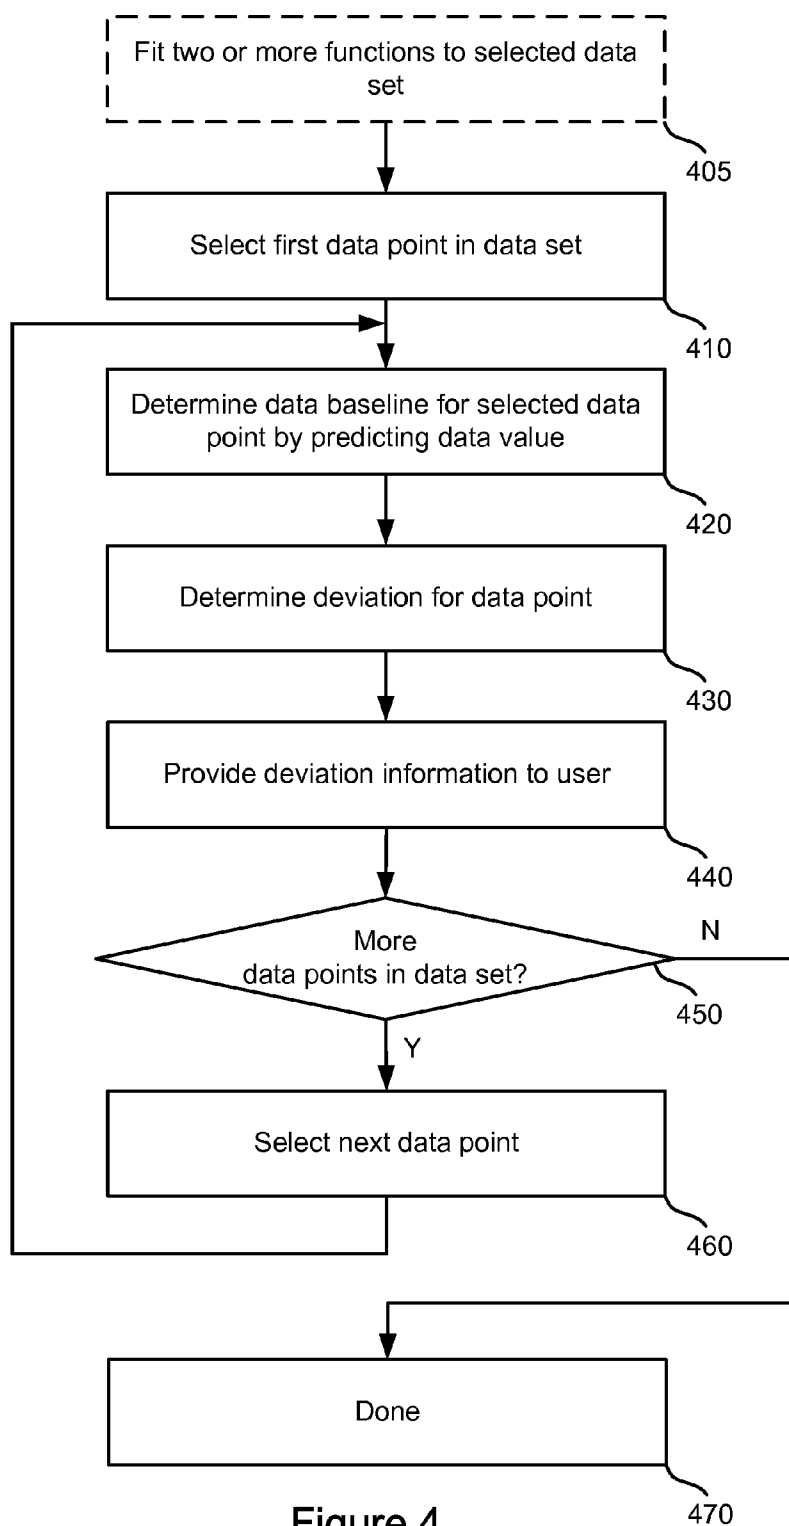 Fit two or more functions to selected data
set
405
Select first data point in data set
410
Determine data baseline for selected data
point by predicting data value
420
Determine deviation for data point
430
Provide deviation information to user
440
More
data points in data set?
N
450
Y
Select next data point
460
Done
470
Figure 4